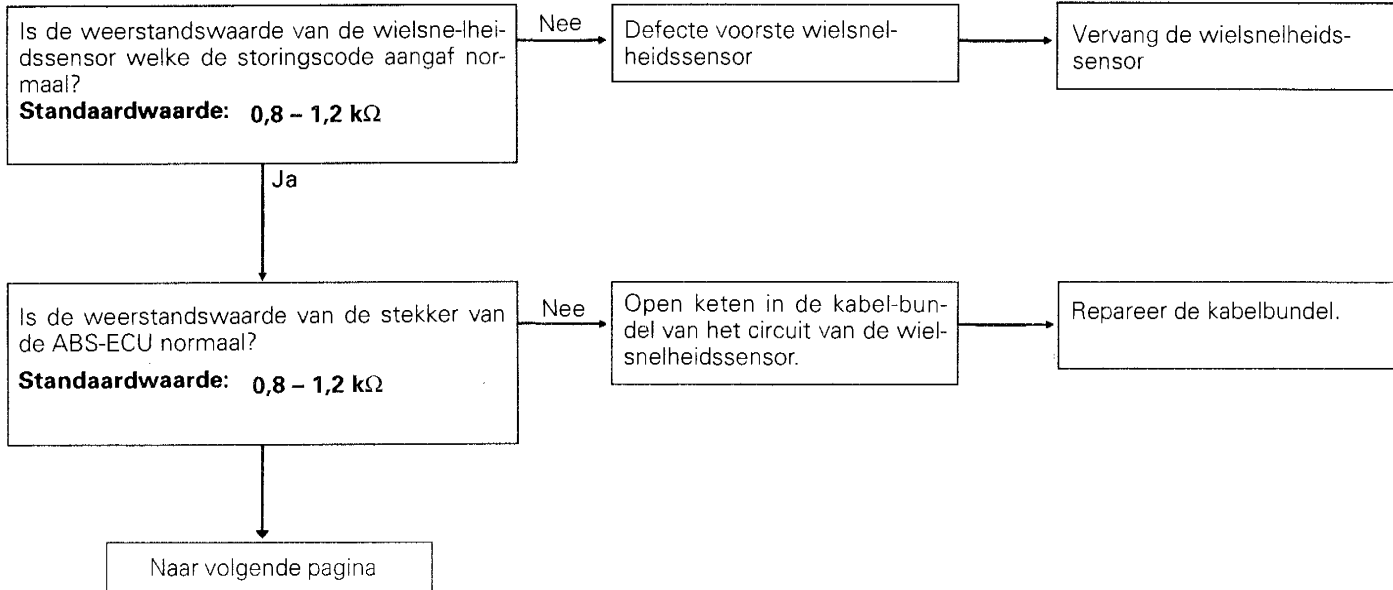 Is de weerstandswaarde van de wielsne-lhei-
dssensor welke de storingscode aangaf nor-
maal?
Standaardwaarde: 0,8 – 1,2 kΩ
Nee
Defecte voorste wielsnel-
heidssensor
Vervang de wielsnelheids-
sensor
Ja
Is de weerstandswaarde van de stekker van
de ABS-ECU normaal?
Standaardwaarde: 0,8 – 1,2 kΩ
Nee
Open keten in de kabel-bun-
del van het circuit van de wiel-
snelheidssensor.
Repareer de kabelbundel.
Naar volgende pagina